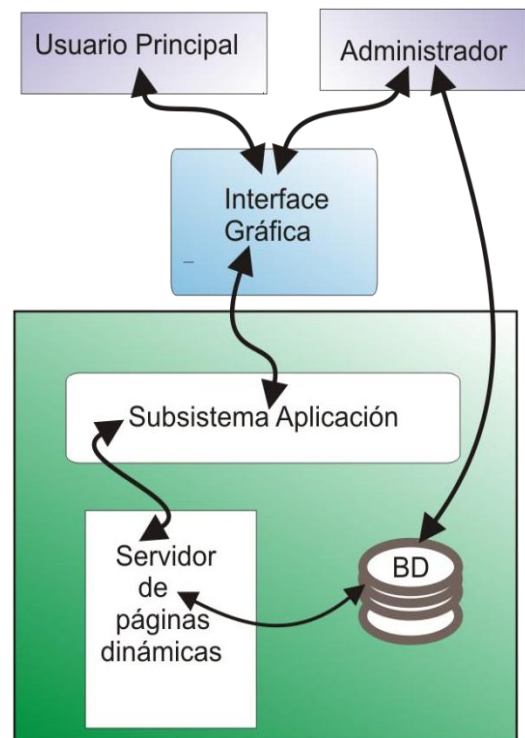 Usuario Principal
Administrador
Interface
Gráfica
Subsistema Aplicación
Servidor
de
páginas
dinámicas
BD